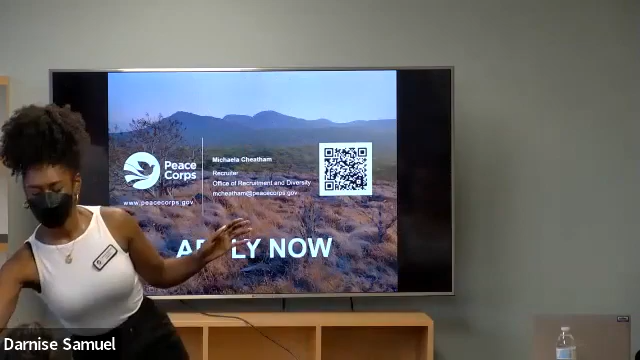 Peace
Corps
www.peacecorps.gov
Michaela Cheatham
Recruiter
Office of Recruitment and Diversity
mcheatham@peacecorps.gov
LY NOW
Darnise Samuel